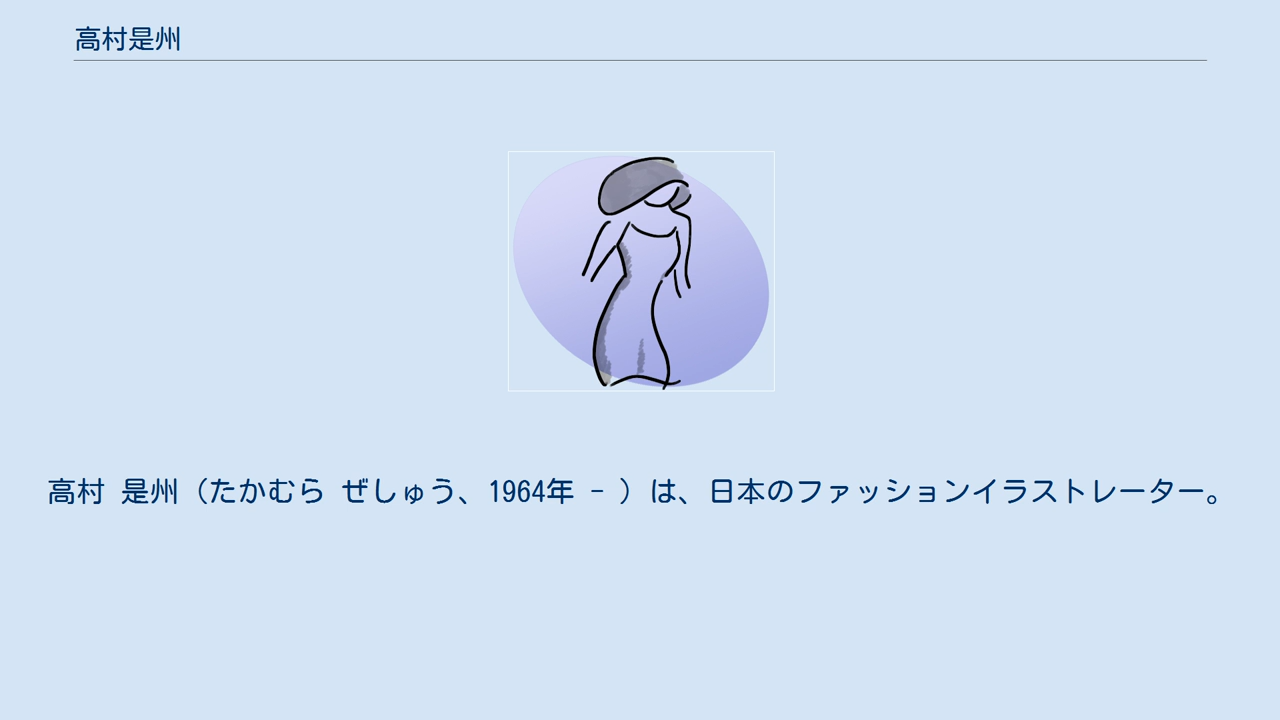 高村是州
高村 是州（たかむら ぜしゅう、1964年 - ）は、日本のファッションイラストレーター。